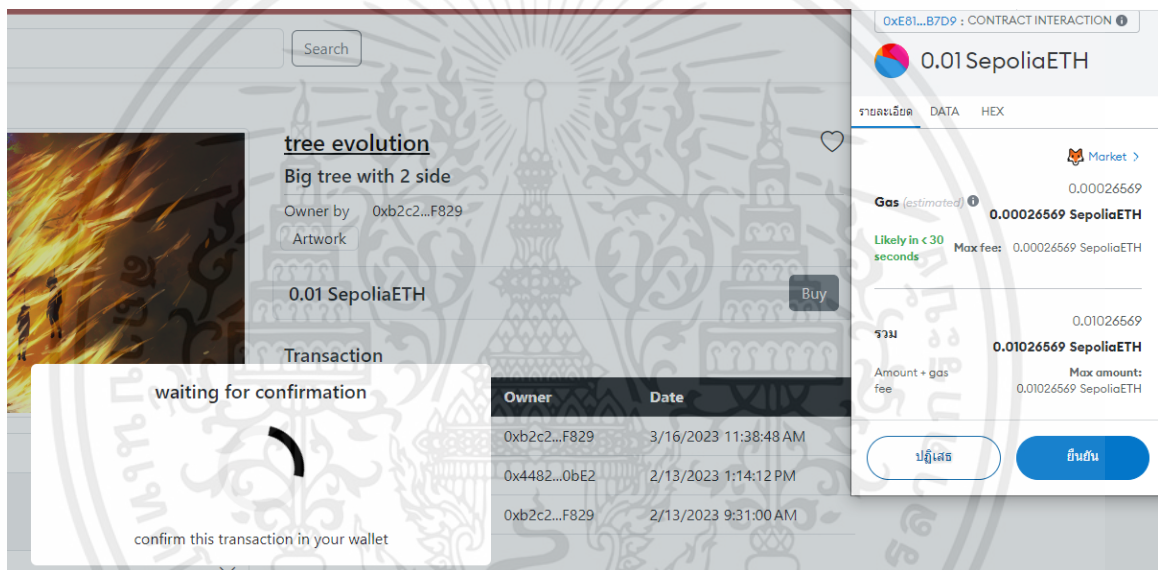 Search
tree evolution
Big tree with 2 side
Owner by 0xb2c2...F829
Artwork
0.01 SepoliaETH
Buy
Transaction
Owner Date
0xb2c2...F829 3/16/2023 11:38:48 AM
0x4482...0bE2 2/13/2023 1:14:12 PM
0xb2c2...F829 2/13/2023 9:31:00 AM
waiting for confirmation
confirm this transaction in your wallet
0xE81...B7D9 : CONTRACT INTERACTION
0.01 SepoliaETH
รายละเอียด DATA HEX
Market >
0.00026569
Gas (estimated) 0.00026569 SepoliaETH
Likely in < 30
seconds
Max fee: 0.00026569 SepoliaETH
0.01026569
รวม 0.01026569 SepoliaETH
Amount + gas
fee
Max amount:
0.01026569 SepoliaETH
ปฏิเสธ ยืนยัน